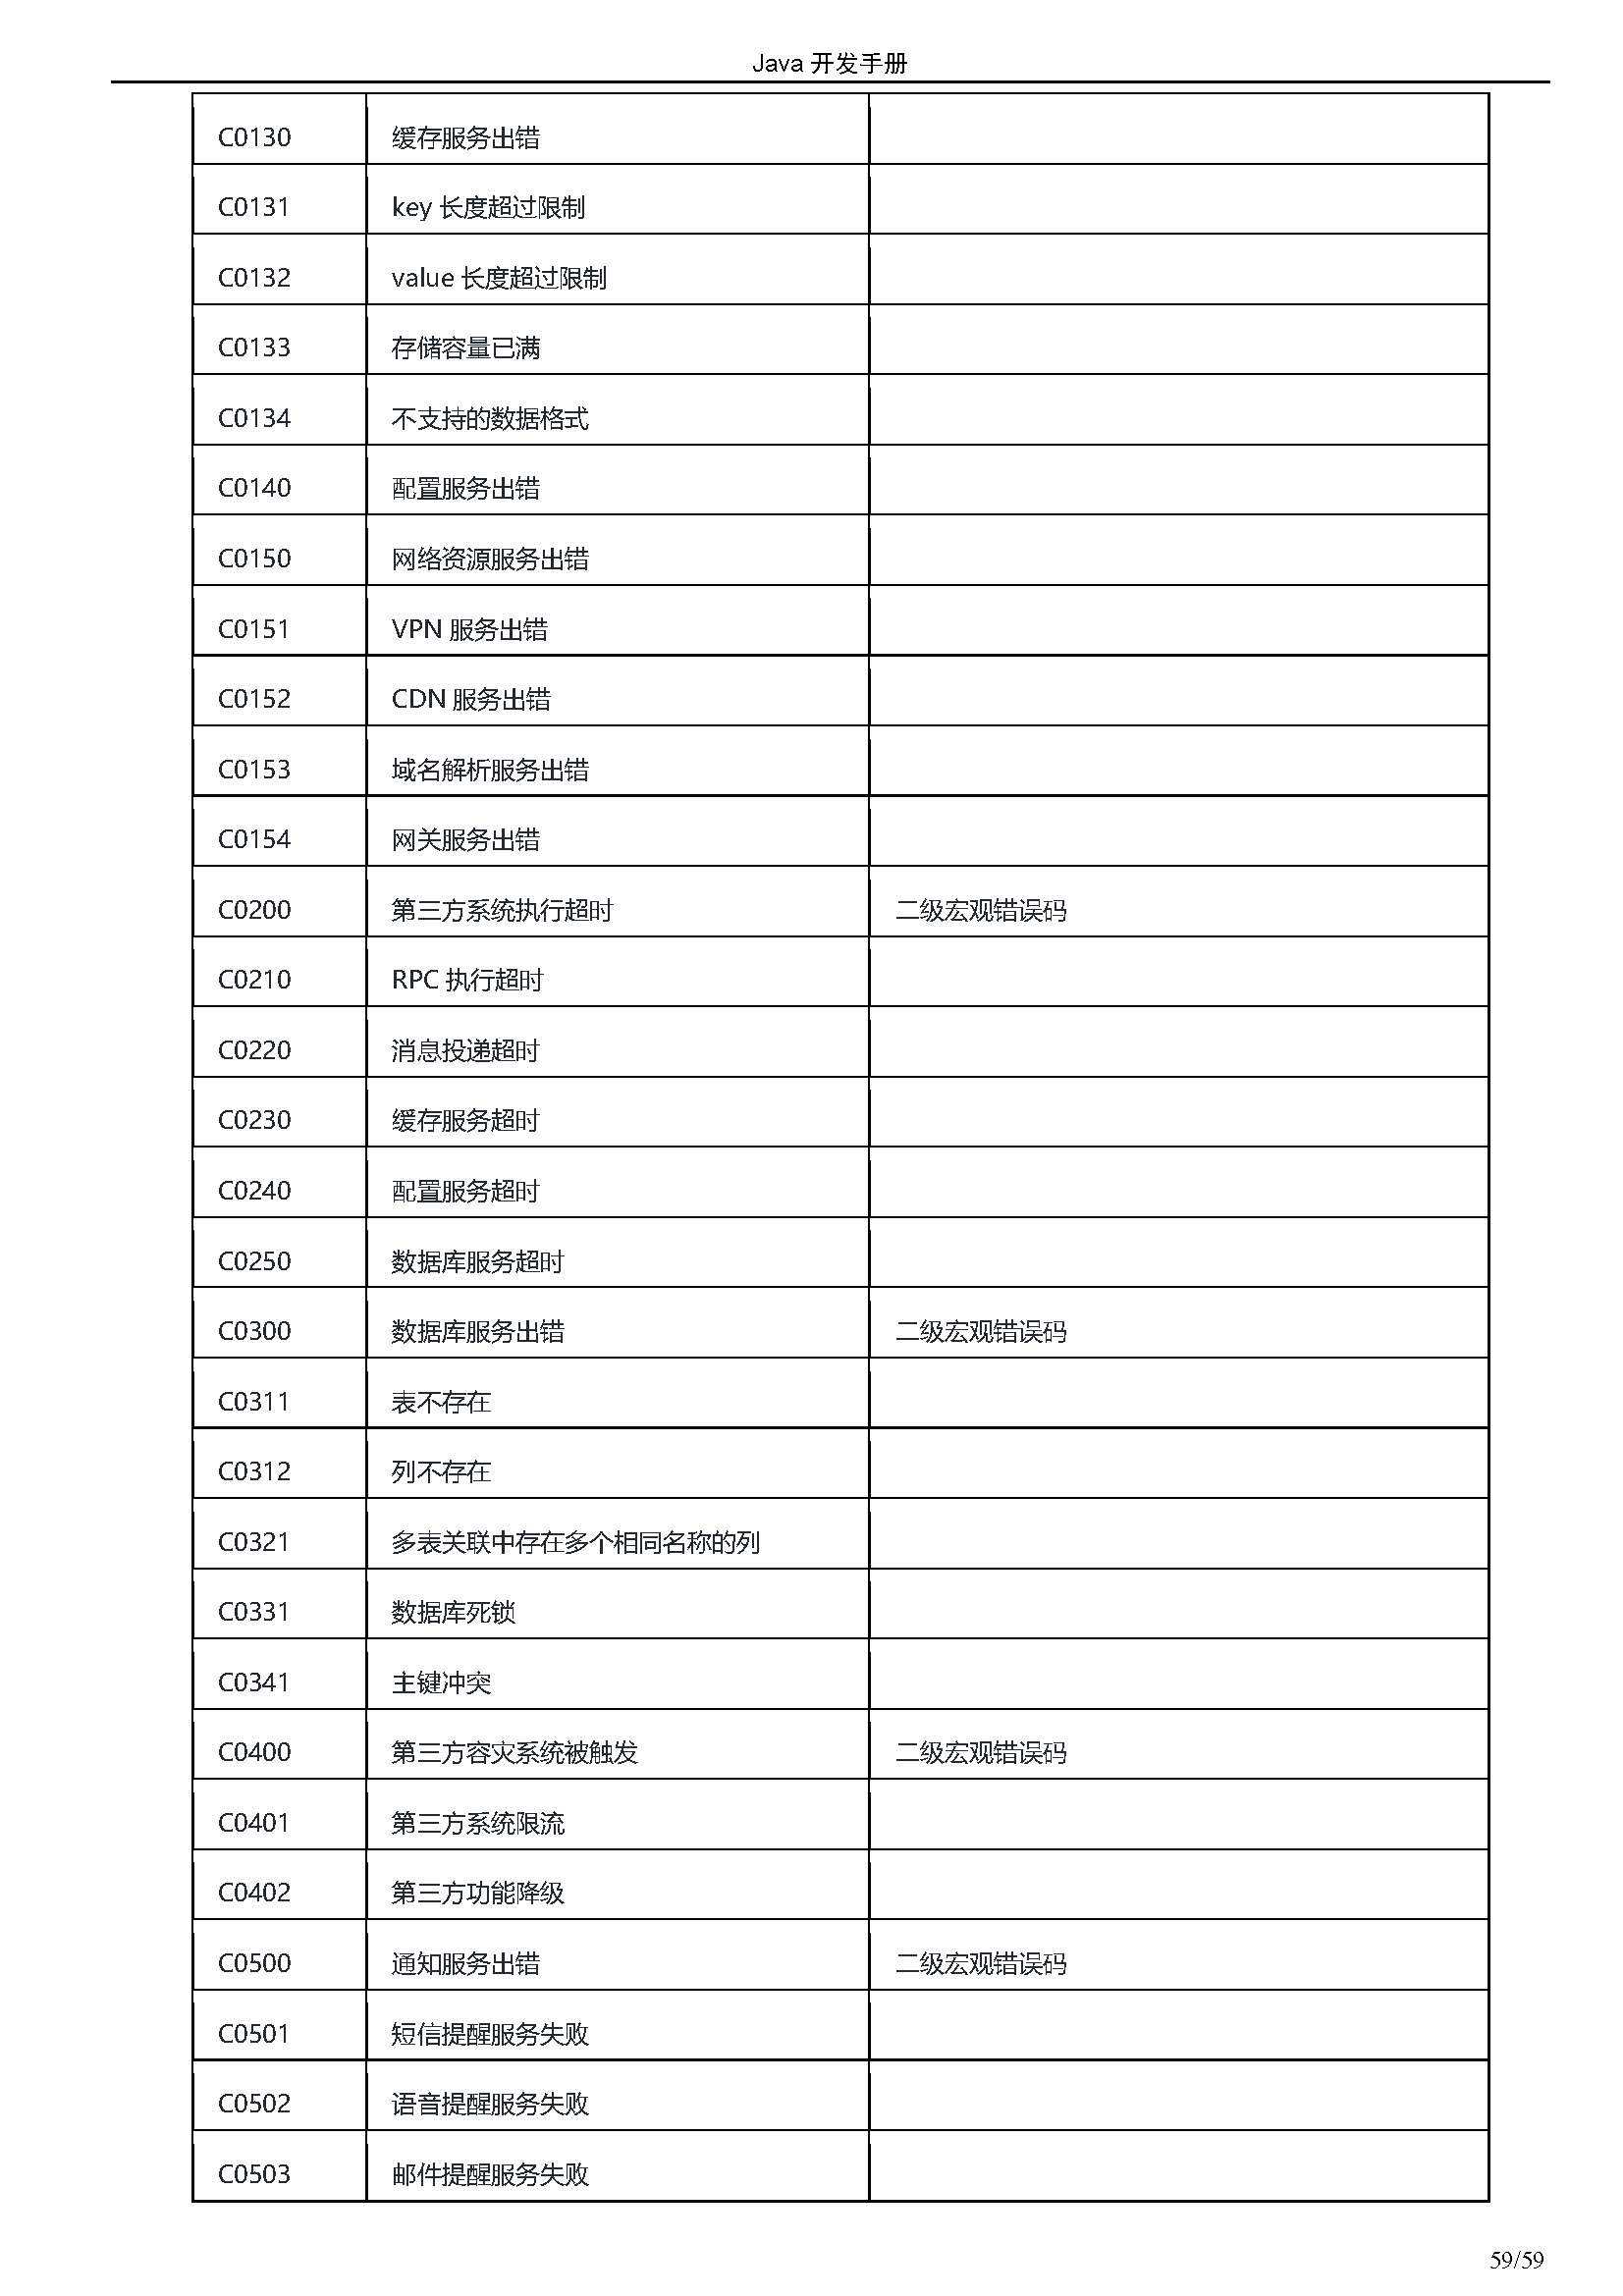 Java 开发手册
C0130 缓存服务出错
C0131 key 长度超过限制
C0132 value 长度超过限制
C0133 存储容量已满
C0134 不支持的数据格式
C0140 配置服务出错
C0150 网络资源服务出错
C0151 VPN 服务出错
C0152 CDN 服务出错
C0153 域名解析服务出错
C0154 网关服务出错
C0200 第三方系统执行超时 二级宏观错误码
C0210 RPC 执行超时
C0220 消息投递超时
C0230 缓存服务超时
C0240 配置服务超时
C0250 数据库服务超时
C0300 数据库服务出错 二级宏观错误码
C0311 表不存在
C0312 列不存在
C0321 多表关联中存在多个相同名称的列
C0331 数据库死锁
C0341 主键冲突
C0400 第三方容灾系统被触发 二级宏观错误码
C0401 第三方系统限流
C0402 第三方功能降级
C0500 通知服务出错 二级宏观错误码
C0501 短信提醒服务失败
C0502 语音提醒服务失败
C0503 邮件提醒服务失败
59/59